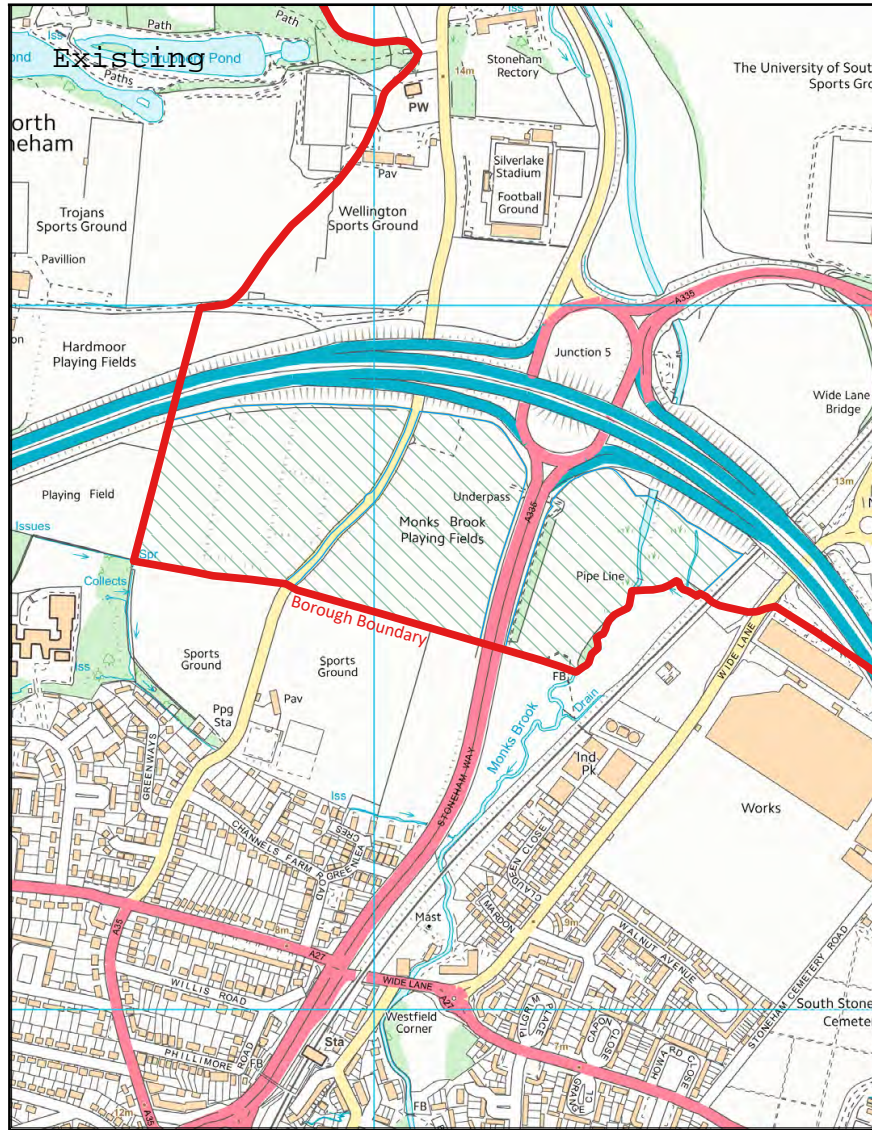 Existing
Path
Path
Iss
ond
Shrubbery Pond
Paths
Iss
Stoneham
Rectory
14m
PW
The University of Sout
Sports Gro
orth
neham
Silverlake
Stadium
Football
Ground
Pav
Trojans
Sports Ground
Wellington
Sports Ground
Pavillion
A335
on
Hardmoor
Playing Fields
Junction 5
Wide Lane
Bridge
13m
Playing Field
Underpass
Monks Brook
Playing Fields
A335
Issues
Spr
Collects
Pipe Line
Borough Boundary
WIDE LANE
Sports
Ground
Sports
Ground
Iss
FB
Ppg
Sta
Pav
Drain
Monks Brook
GREENWAYS
Ind
Pk
STONEHAM WAY
Works
Iss
CHANNELS FARM ROAD
GREENLEA
CRES
CLAUDEEN CLOSE
MARDON
Mast
9m
WALNUT AVENUE
8m
A35
A27
WIDE LANE
A27
STONEHAM CEMETERY ROAD
WILLIS ROAD
Westfield
Corner
PILGRIM
PLACE
CAPON
CLOSE
South Stone
Cemete
PHILLIMORE
ROAD
FB
Sta
7m
CLOSE
12m
A35
FB